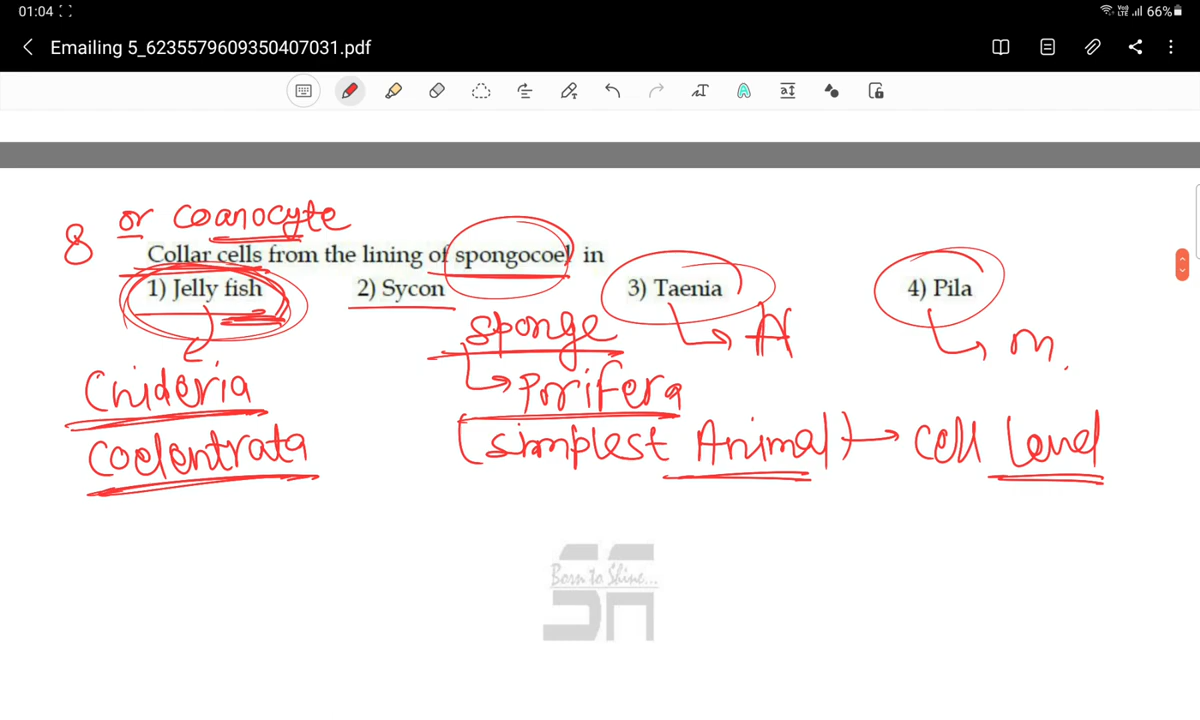 01:04
66%
Emailing 5_6235579609350407031.pdf
or coanocyte
8
Collar cells from the lining of spongocoel in
1) Jelly fish 2) Sycon 3) Taenia 4) Pila
sponge
m.
Cnideria
Porifera
Coelentrata
(simplest Animal) → cell level
Born to Shine...